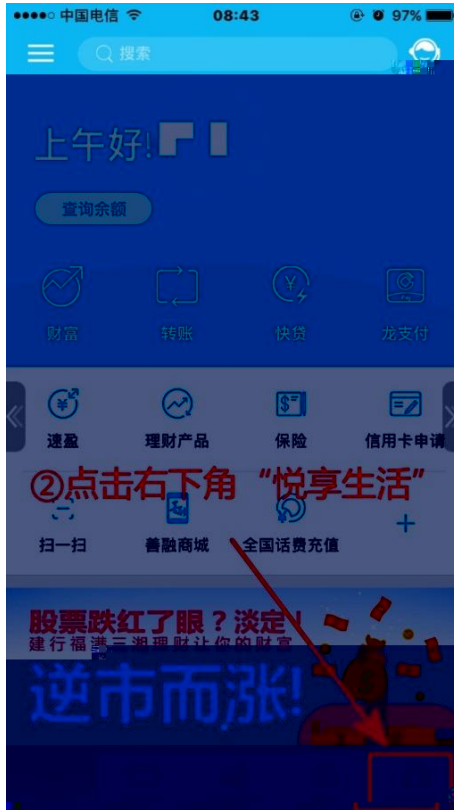 中国电信 08:43 97%
搜索
上午好!
查询余额
财富 转账 快贷 龙支付
速盈 理财产品 保险 信用卡申请
②点击右下角“悦享生活”
扫一扫 善融商城 全国话费充值
股票跌红了眼？淡定！
建行福满三湘理财让你的财富
逆市而涨!